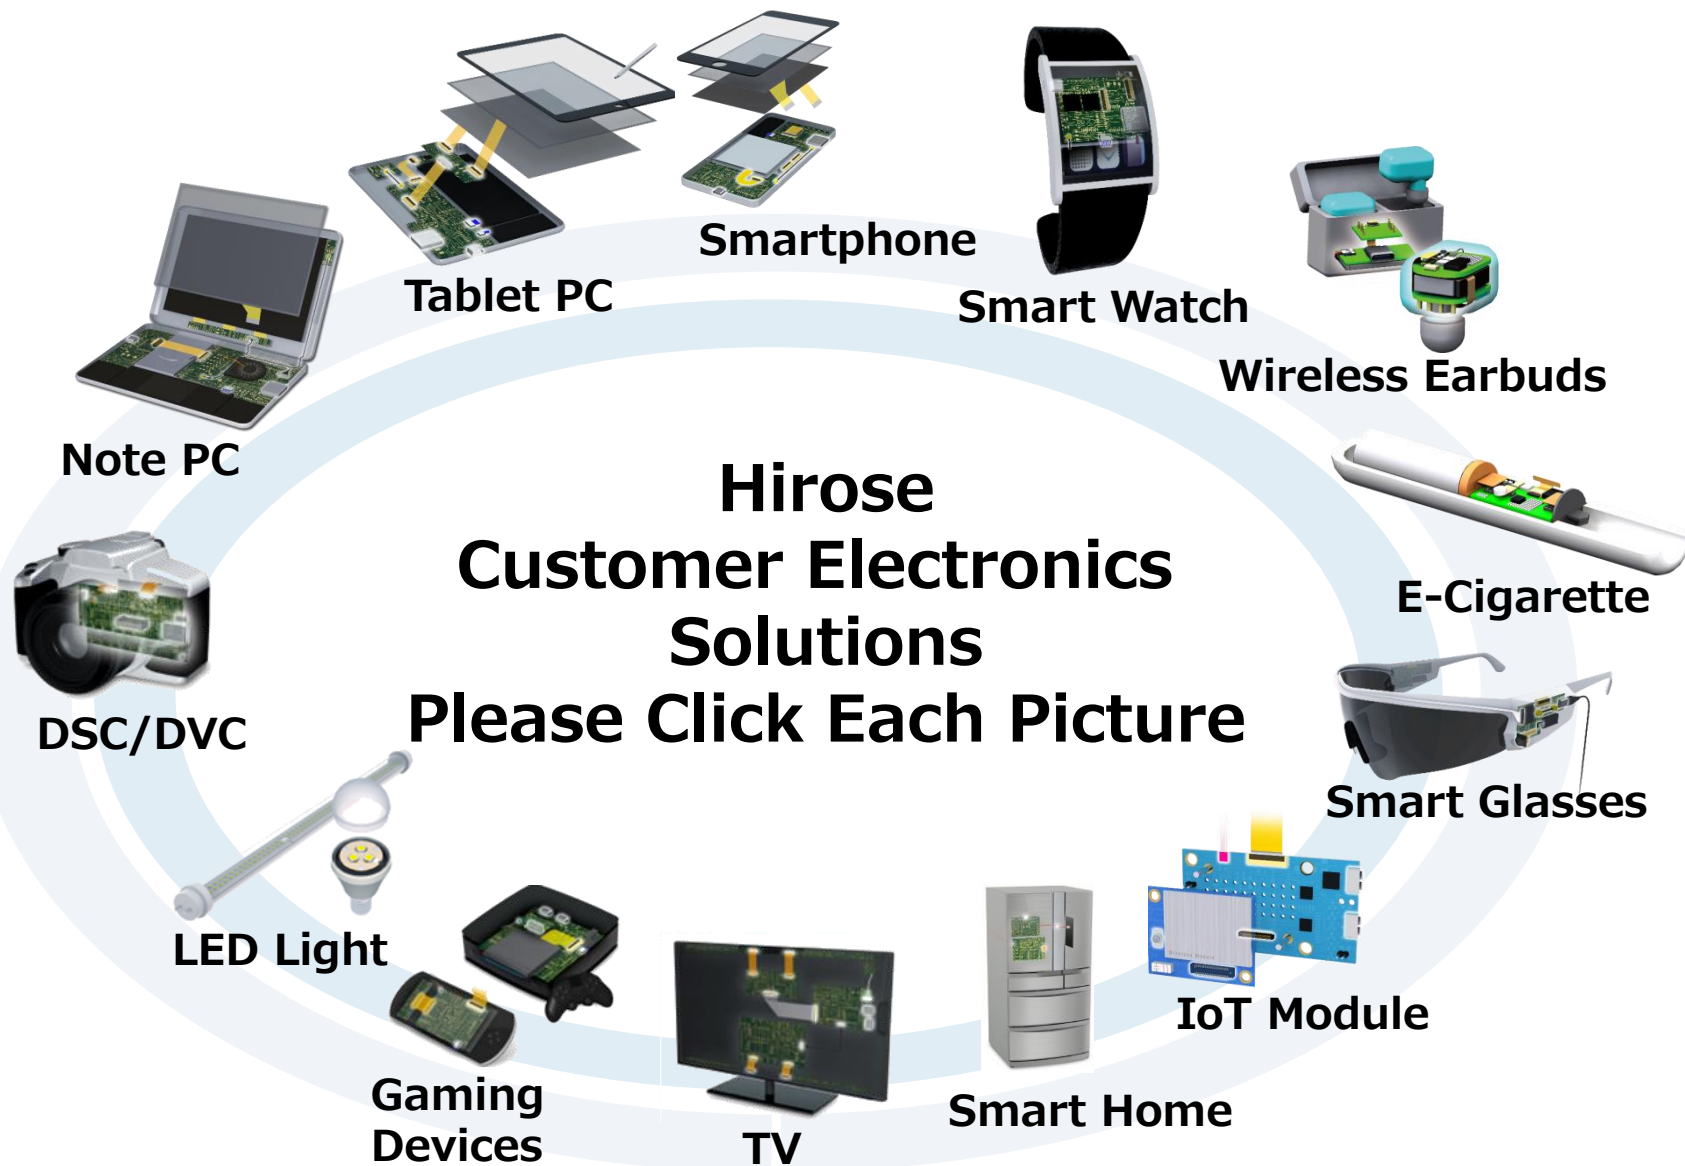 Smartphone
Tablet PC
Smart Watch
Wireless Earbuds
Note PC
Hirose
Customer Electronics
Solutions
Please Click Each Picture
E-Cigarette
DSC/DVC
Smart Glasses
LED Light
IoT Module
Gaming
Devices
Smart Home
TV